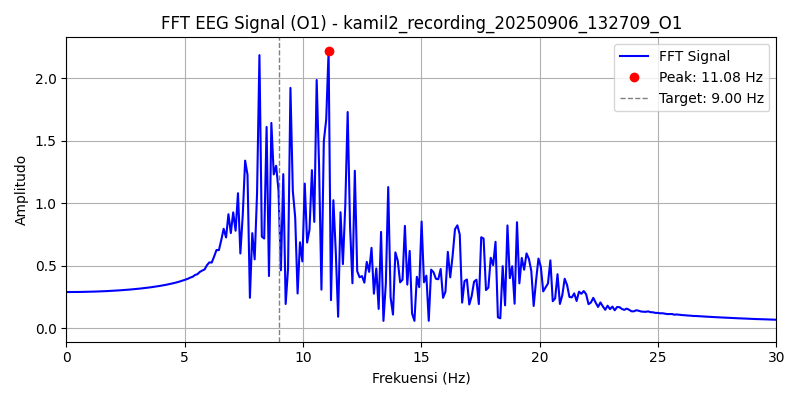 FFT EEG Signal (O1) - kamil2_recording_20250906_132709_O1
FFT Signal
Peak: 11.08 Hz
Target: 9.00 Hz
Amplitudo
2.0
1.5
1.0
0.5
0.0
0 5 10 15 20 25 30
Frekuensi (Hz)